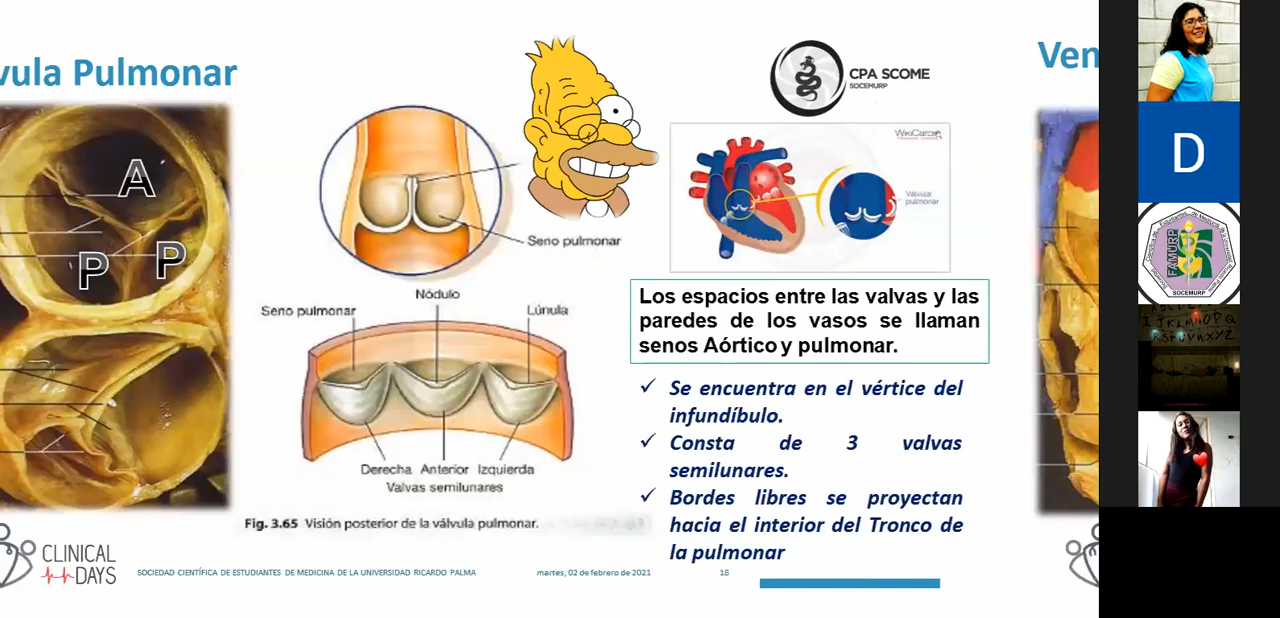 vula Pulmonar
A
P
P
Seno pulmonar
Nódulo
Seno pulmonar
Lúnula
Derecha Anterior Izquierda
Valvas semilunares
Fig. 3.65 Visión posterior de la válvula pulmonar.
CPA SCOME
SOCEMURP
WikiCardio
Válvula
pulmonar
Los espacios entre las valvas y las
paredes de los vasos se llaman
senos Aórtico y pulmonar.
✓ Se encuentra en el vértice del
infundíbulo.
✓ Consta de 3 valvas
semilunares.
✓ Bordes libres se proyectan
hacia el interior del Tronco de
la pulmonar
CLINICAL
DAYS
SOCIEDAD CIENTÍFICA DE ESTUDIANTES DE MEDICINA DE LA UNIVERSIDAD RICARDO PALMA
martes, 02 de febrero de 2021
18
Ven
D
FAMURP
SOCEMURP